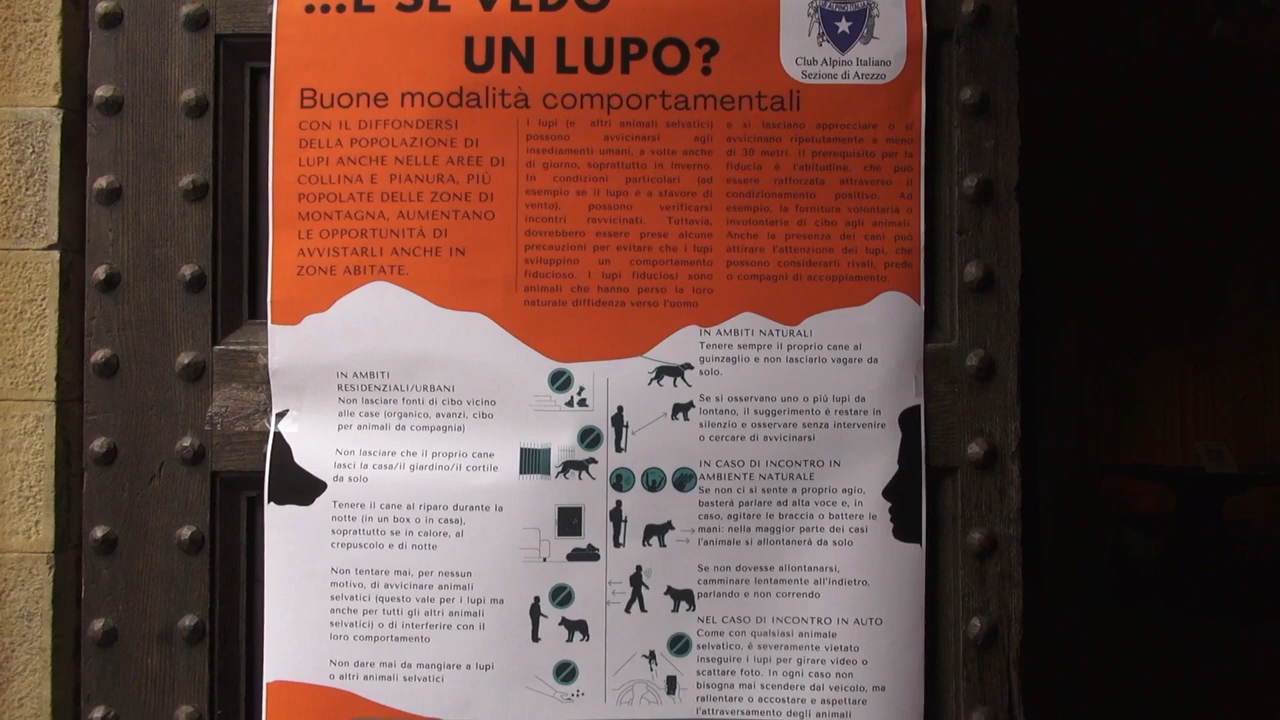 ...E SE VEDO
UN LUPO?
CLUB ALPINO ITALIANO
Club Alpino Italiano
Sezione di Arezzo
Buone modalità comportamentali
CON IL DIFFONDERSI
DELLA POPOLAZIONE DI
LUPI ANCHE NELLE AREE DI
COLLINA E PIANURA, PIÙ
POPOLATE DELLE ZONE DI
MONTAGNA, AUMENTANO
LE OPPORTUNITÀ DI
AVVISTARLI ANCHE IN
ZONE ABITATE.
I lupi (e altri animali selvatici)
possono avvicinarsi agli
insediamenti umani, a volte anche
di giorno, soprattutto in inverno.
In condizioni particolari (ad
esempio se il lupo è a sfavore di
vento), possono verificarsi
incontri ravvicinati. Tuttavia,
dovrebbero essere prese alcune
precauzioni per evitare che i lupi
sviluppino un comportamento
fiducioso. I lupi fiduciosi sono
animali che hanno perso la loro
naturale diffidenza verso l'uomo
e si lasciano approcciare o si
avvicinano ripetutamente a meno
di 30 metri. Il prerequisito per la
fiducia è l'abitudine, che può
essere rafforzata attraverso il
condizionamento positivo. Ad
esempio, la fornitura volontaria o
involontaria di cibo agli animali.
Anche la presenza dei cani può
attirare l'attenzione dei lupi, che
possono considerarli rivali, prede
o compagni di accoppiamento.
IN AMBITI
RESIDENZIALI/URBANI
Non lasciare fonti di cibo vicino
alle case (organico, avanzi, cibo
per animali da compagnia)
Non lasciare che il proprio cane
lasci la casa/il giardino/il cortile
da solo
Tenere il cane al riparo durante la
notte (in un box o in casa),
soprattutto se in calore, al
crepuscolo e di notte
Non tentare mai, per nessun
motivo, di avvicinare animali
selvatici (questo vale per i lupi ma
anche per tutti gli altri animali
selvatici) o di interferire con il
loro comportamento
Non dare mai da mangiare a lupi
o altri animali selvatici
IN AMBITI NATURALI
Tenere sempre il proprio cane al
guinzaglio e non lasciarlo vagare da
solo.
Se si osservano uno o più lupi da
lontano, il suggerimento è restare in
silenzio e osservare senza intervenire
o cercare di avvicinarsi
IN CASO DI INCONTRO IN
AMBIENTE NATURALE
Se non ci si sente a proprio agio,
basterà parlare ad alta voce e, in
caso, agitare le braccia o battere le
mani: nella maggior parte dei casi
l'animale si allontanerà da solo
Se non dovesse allontanarsi,
camminare lentamente all'indietro,
parlando e non correndo
NEL CASO DI INCONTRO IN AUTO
Come con qualsiasi animale
selvatico, è severamente vietato
inseguire i lupi per girare video o
scattare foto. In ogni caso non
bisogna mai scendere dal veicolo, ma
rallentare o accostare e aspettare
l'attraversamento degli animali